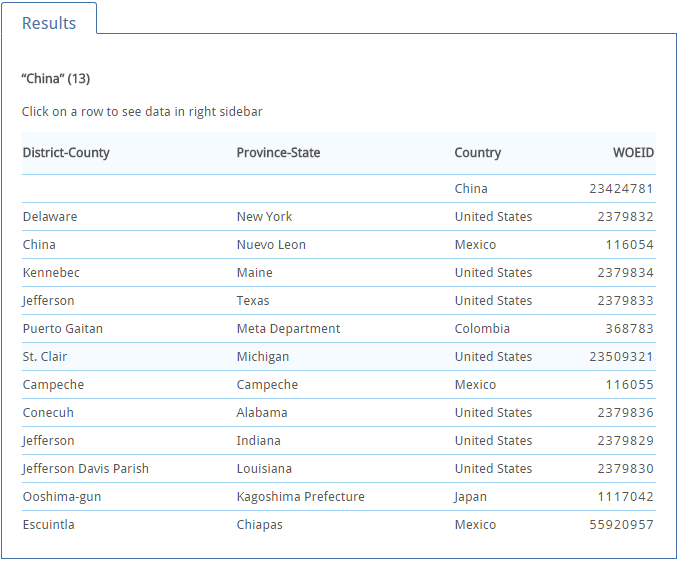 Results
“China” (13)
Click on a row to see data in right sidebar
District-County Province-State Country WOEID
China 23424781
Delaware New York United States 2379832
China Nuevo Leon Mexico 116054
Kennebec Maine United States 2379834
Jefferson Texas United States 2379833
Puerto Gaitan Meta Department Colombia 368783
St. Clair Michigan United States 23509321
Campeche Campeche Mexico 116055
Conecuh Alabama United States 2379836
Jefferson Indiana United States 2379829
Jefferson Davis Parish Louisiana United States 2379830
Ooshima-gun Kagoshima Prefecture Japan 1117042
Escuintla Chiapas Mexico 55920957